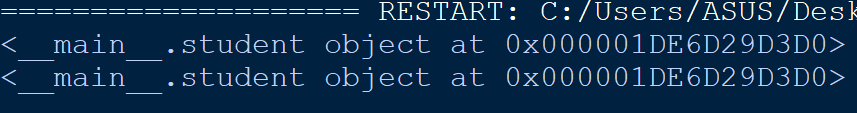 ===================== RESTART: C:/Users/ASUS/Desk
<__main__.student object at 0x000001DE6D29D3D0>
<__main__.student object at 0x000001DE6D29D3D0>